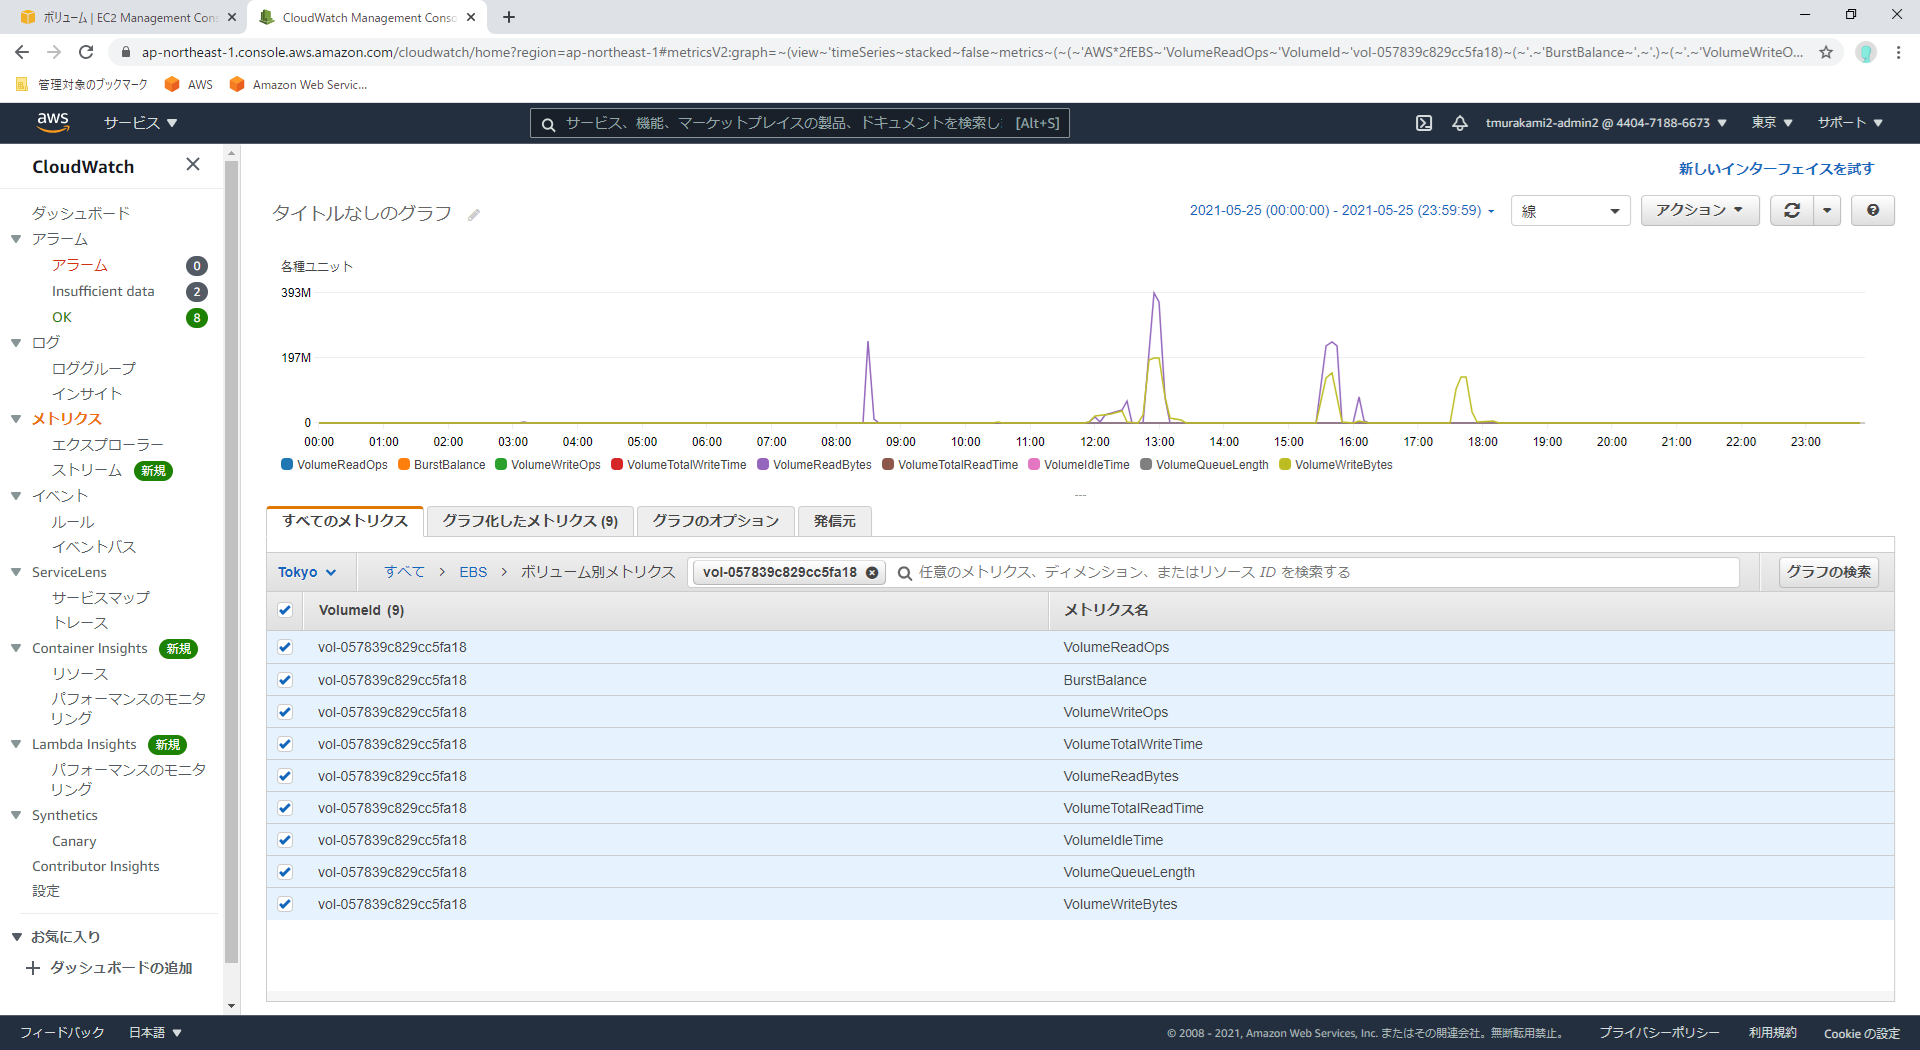 ボリューム | EC2 Management Cons
CloudWatch Management Conso
ap-northeast-1.console.aws.amazon.com/cloudwatch/home?region=ap-northeast-1#metricsV2:graph=~(view~'timeSeries~stacked~false~metrics~(~(~'AWS*2fEBS~'VolumeReadOps~'VolumeId~'vol-057839c829cc5fa18)~(~'.~'BurstBalance~'.~'.)~(~'.~'VolumeWriteO...
管理対象のブックマーク AWS Amazon Web Servic...
aws サービス ▼ サービス、機能、マーケットプレイスの製品、ドキュメントを検索し [Alt+S] tmurakami2-admin2 @ 4404-7188-6673 ▼ 東京 ▼ サポート ▼
CloudWatch
ダッシュボード
アラーム
アラーム 0
Insufficient data 2
OK 8
ログ
ロググループ
インサイト
メトリクス
エクスプローラー
ストリーム 新規
イベント
ルール
イベントバス
ServiceLens
サービスマップ
トレース
Container Insights 新規
リソース
パフォーマンスのモニタ
リング
Lambda Insights 新規
パフォーマンスのモニタ
リング
Synthetics
Canary
Contributor Insights
設定
お気に入り
ダッシュボードの追加
新しいインターフェイスを試す
タイトルなしのグラフ
2021-05-25 (00:00:00) - 2021-05-25 (23:59:59) 線 アクション
各種ユニット
393M
197M
0
00:00 01:00 02:00 03:00 04:00 05:00 06:00 07:00 08:00 09:00 10:00 11:00 12:00 13:00 14:00 15:00 16:00 17:00 18:00 19:00 20:00 21:00 22:00 23:00
VolumeReadOps BurstBalance VolumeWriteOps VolumeTotalWriteTime VolumeReadBytes VolumeTotalReadTime VolumeIdleTime VolumeQueueLength VolumeWriteBytes
すべてのメトリクス グラフ化したメトリクス (9) グラフのオプション 発信元
Tokyo すべて > EBS > ボリューム別メトリクス vol-057839c829cc5fa18 任意のメトリクス、ディメンション、またはリソース ID を検索する グラフの検索
VolumeId (9) メトリクス名
vol-057839c829cc5fa18 VolumeReadOps
vol-057839c829cc5fa18 BurstBalance
vol-057839c829cc5fa18 VolumeWriteOps
vol-057839c829cc5fa18 VolumeTotalWriteTime
vol-057839c829cc5fa18 VolumeReadBytes
vol-057839c829cc5fa18 VolumeTotalReadTime
vol-057839c829cc5fa18 VolumeIdleTime
vol-057839c829cc5fa18 VolumeQueueLength
vol-057839c829cc5fa18 VolumeWriteBytes
フィードバック 日本語 ▼ © 2008 - 2021, Amazon Web Services, Inc. またはその関連会社。無断転用禁止。 プライバシーポリシー 利用規約 Cookie の設定